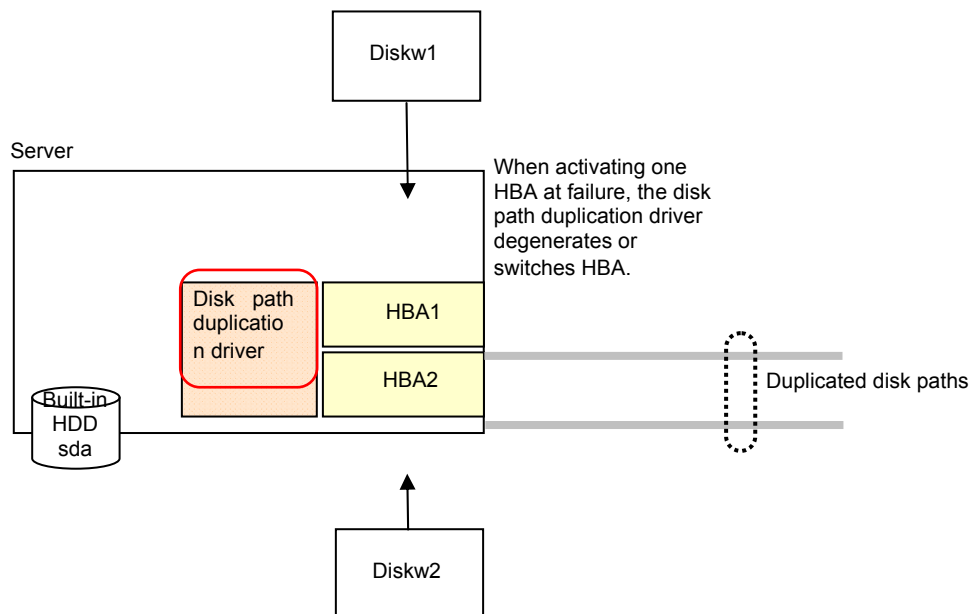 Diskw1
Server
When activating one
HBA at failure, the disk
path duplication driver
degenerates or
switches HBA.
Disk path
duplicatio
n driver
HBA1
HBA2
Duplicated disk paths
Built-in
HDD
sda
Diskw2